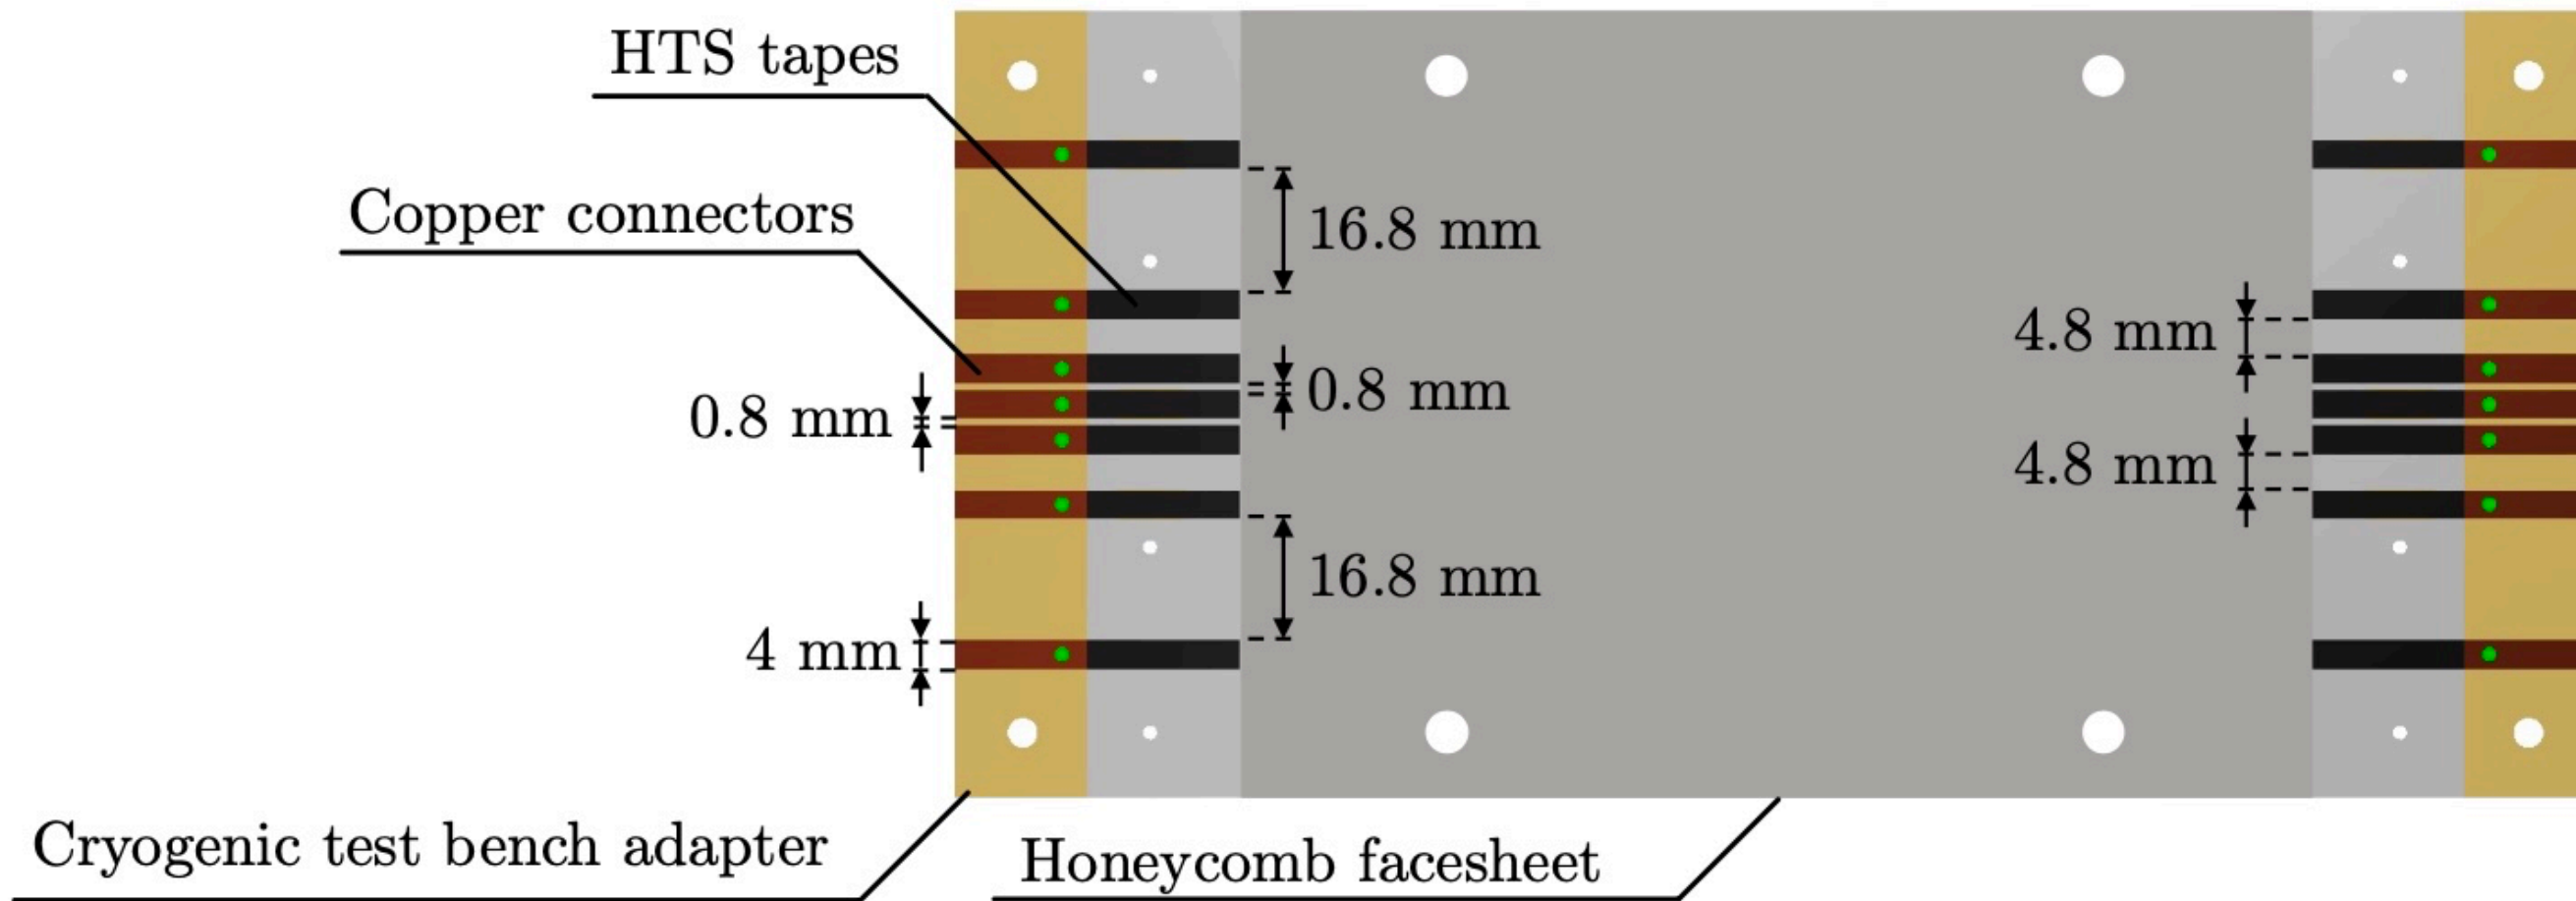 HTS tapes
Copper connectors
16.8 mm
4.8 mm
0.8 mm
0.8 mm
4.8 mm
16.8 mm
4 mm
Cryogenic test bench adapter
Honeycomb facesheet